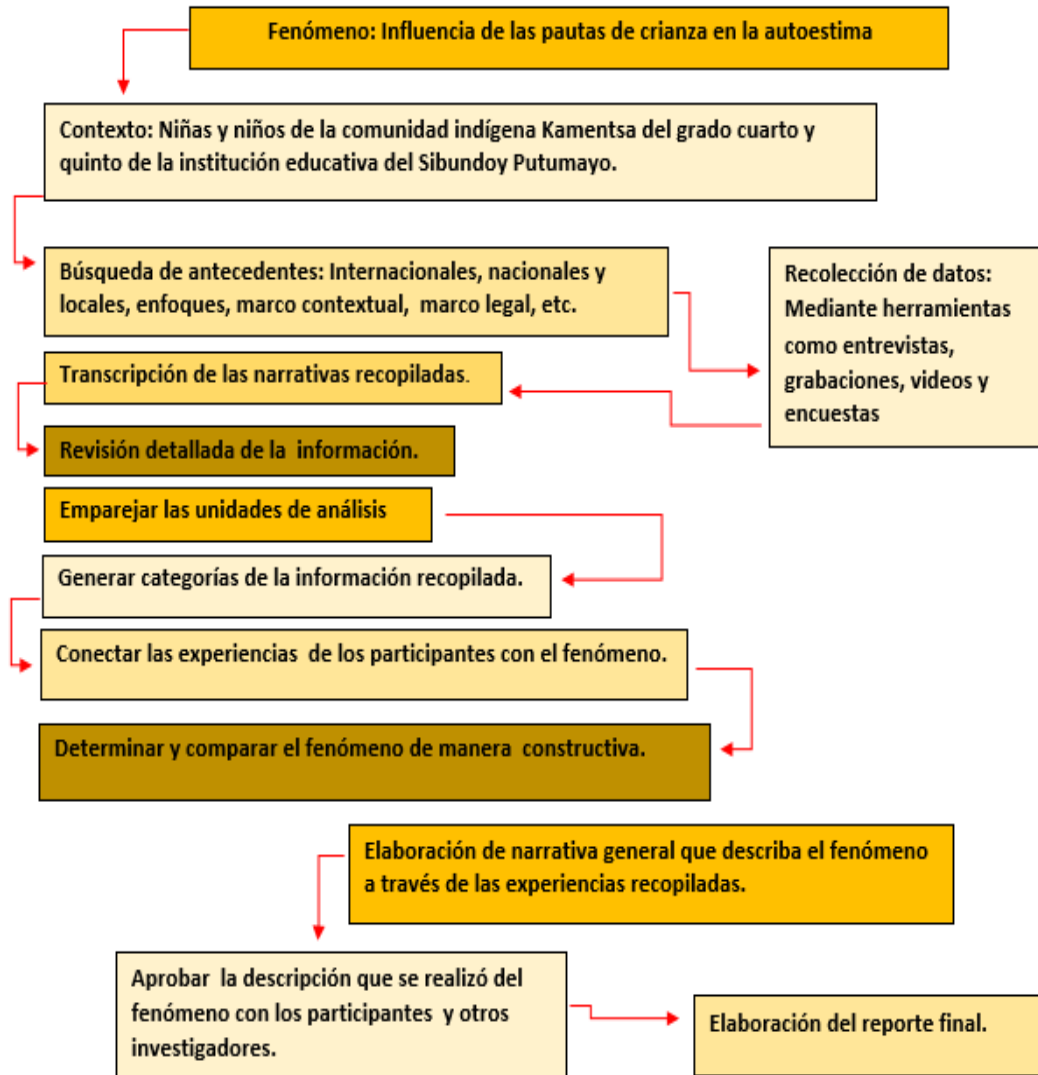 Fenómeno: Influencia de las pautas de crianza en la autoestima
Contexto: Niñas y niños de la comunidad indígena Kamentsa del grado cuarto y
quinto de la institución educativa del Sibundoy Putumayo.
Búsqueda de antecedentes: Internacionales, nacionales y
locales, enfoques, marco contextual, marco legal, etc.
Recolección de datos:
Mediante herramientas
como entrevistas,
grabaciones, videos y
encuestas
Transcripción de las narrativas recopiladas.
Revisión detallada de la información.
Emparejar las unidades de análisis
Generar categorías de la información recopilada.
Conectar las experiencias de los participantes con el fenómeno.
Determinar y comparar el fenómeno de manera constructiva.
Elaboración de narrativa general que describa el fenómeno
a través de las experiencias recopiladas.
Aprobar la descripción que se realizó del
fenómeno con los participantes y otros
investigadores.
Elaboración del reporte final.